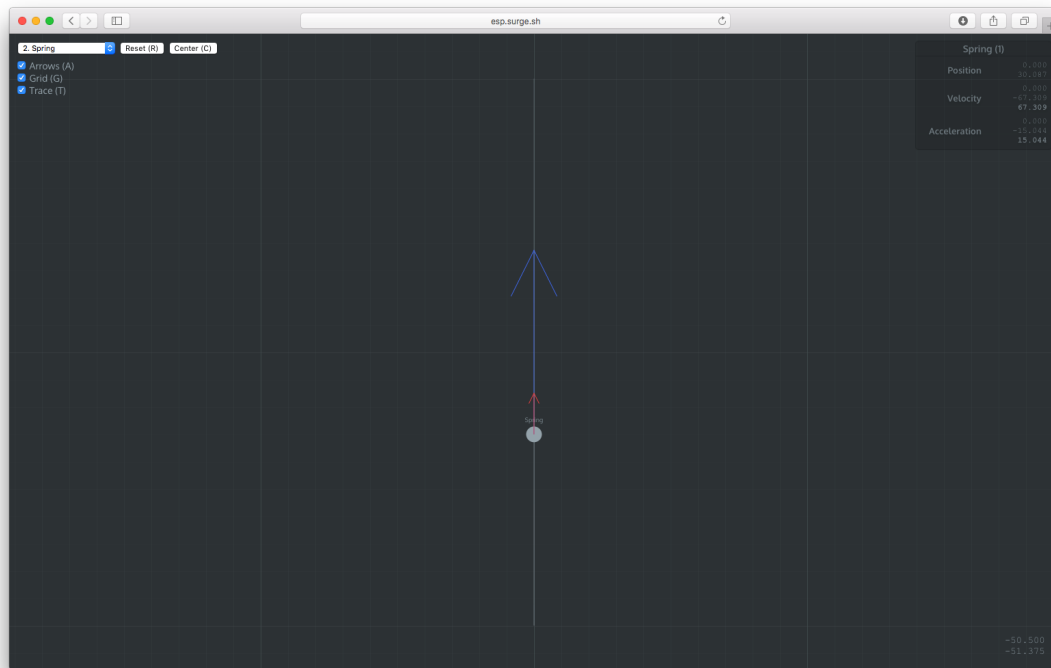 esp.surge.sh
2. Spring
Reset (R)
Center (C)
Arrows (A)
Grid (G)
Trace (T)
Spring (1)
Position
0.000
30.087
Velocity
0.000
-67.309
67.309
Acceleration
0.000
-15.044
15.044
Spring
-50.500
-51.375